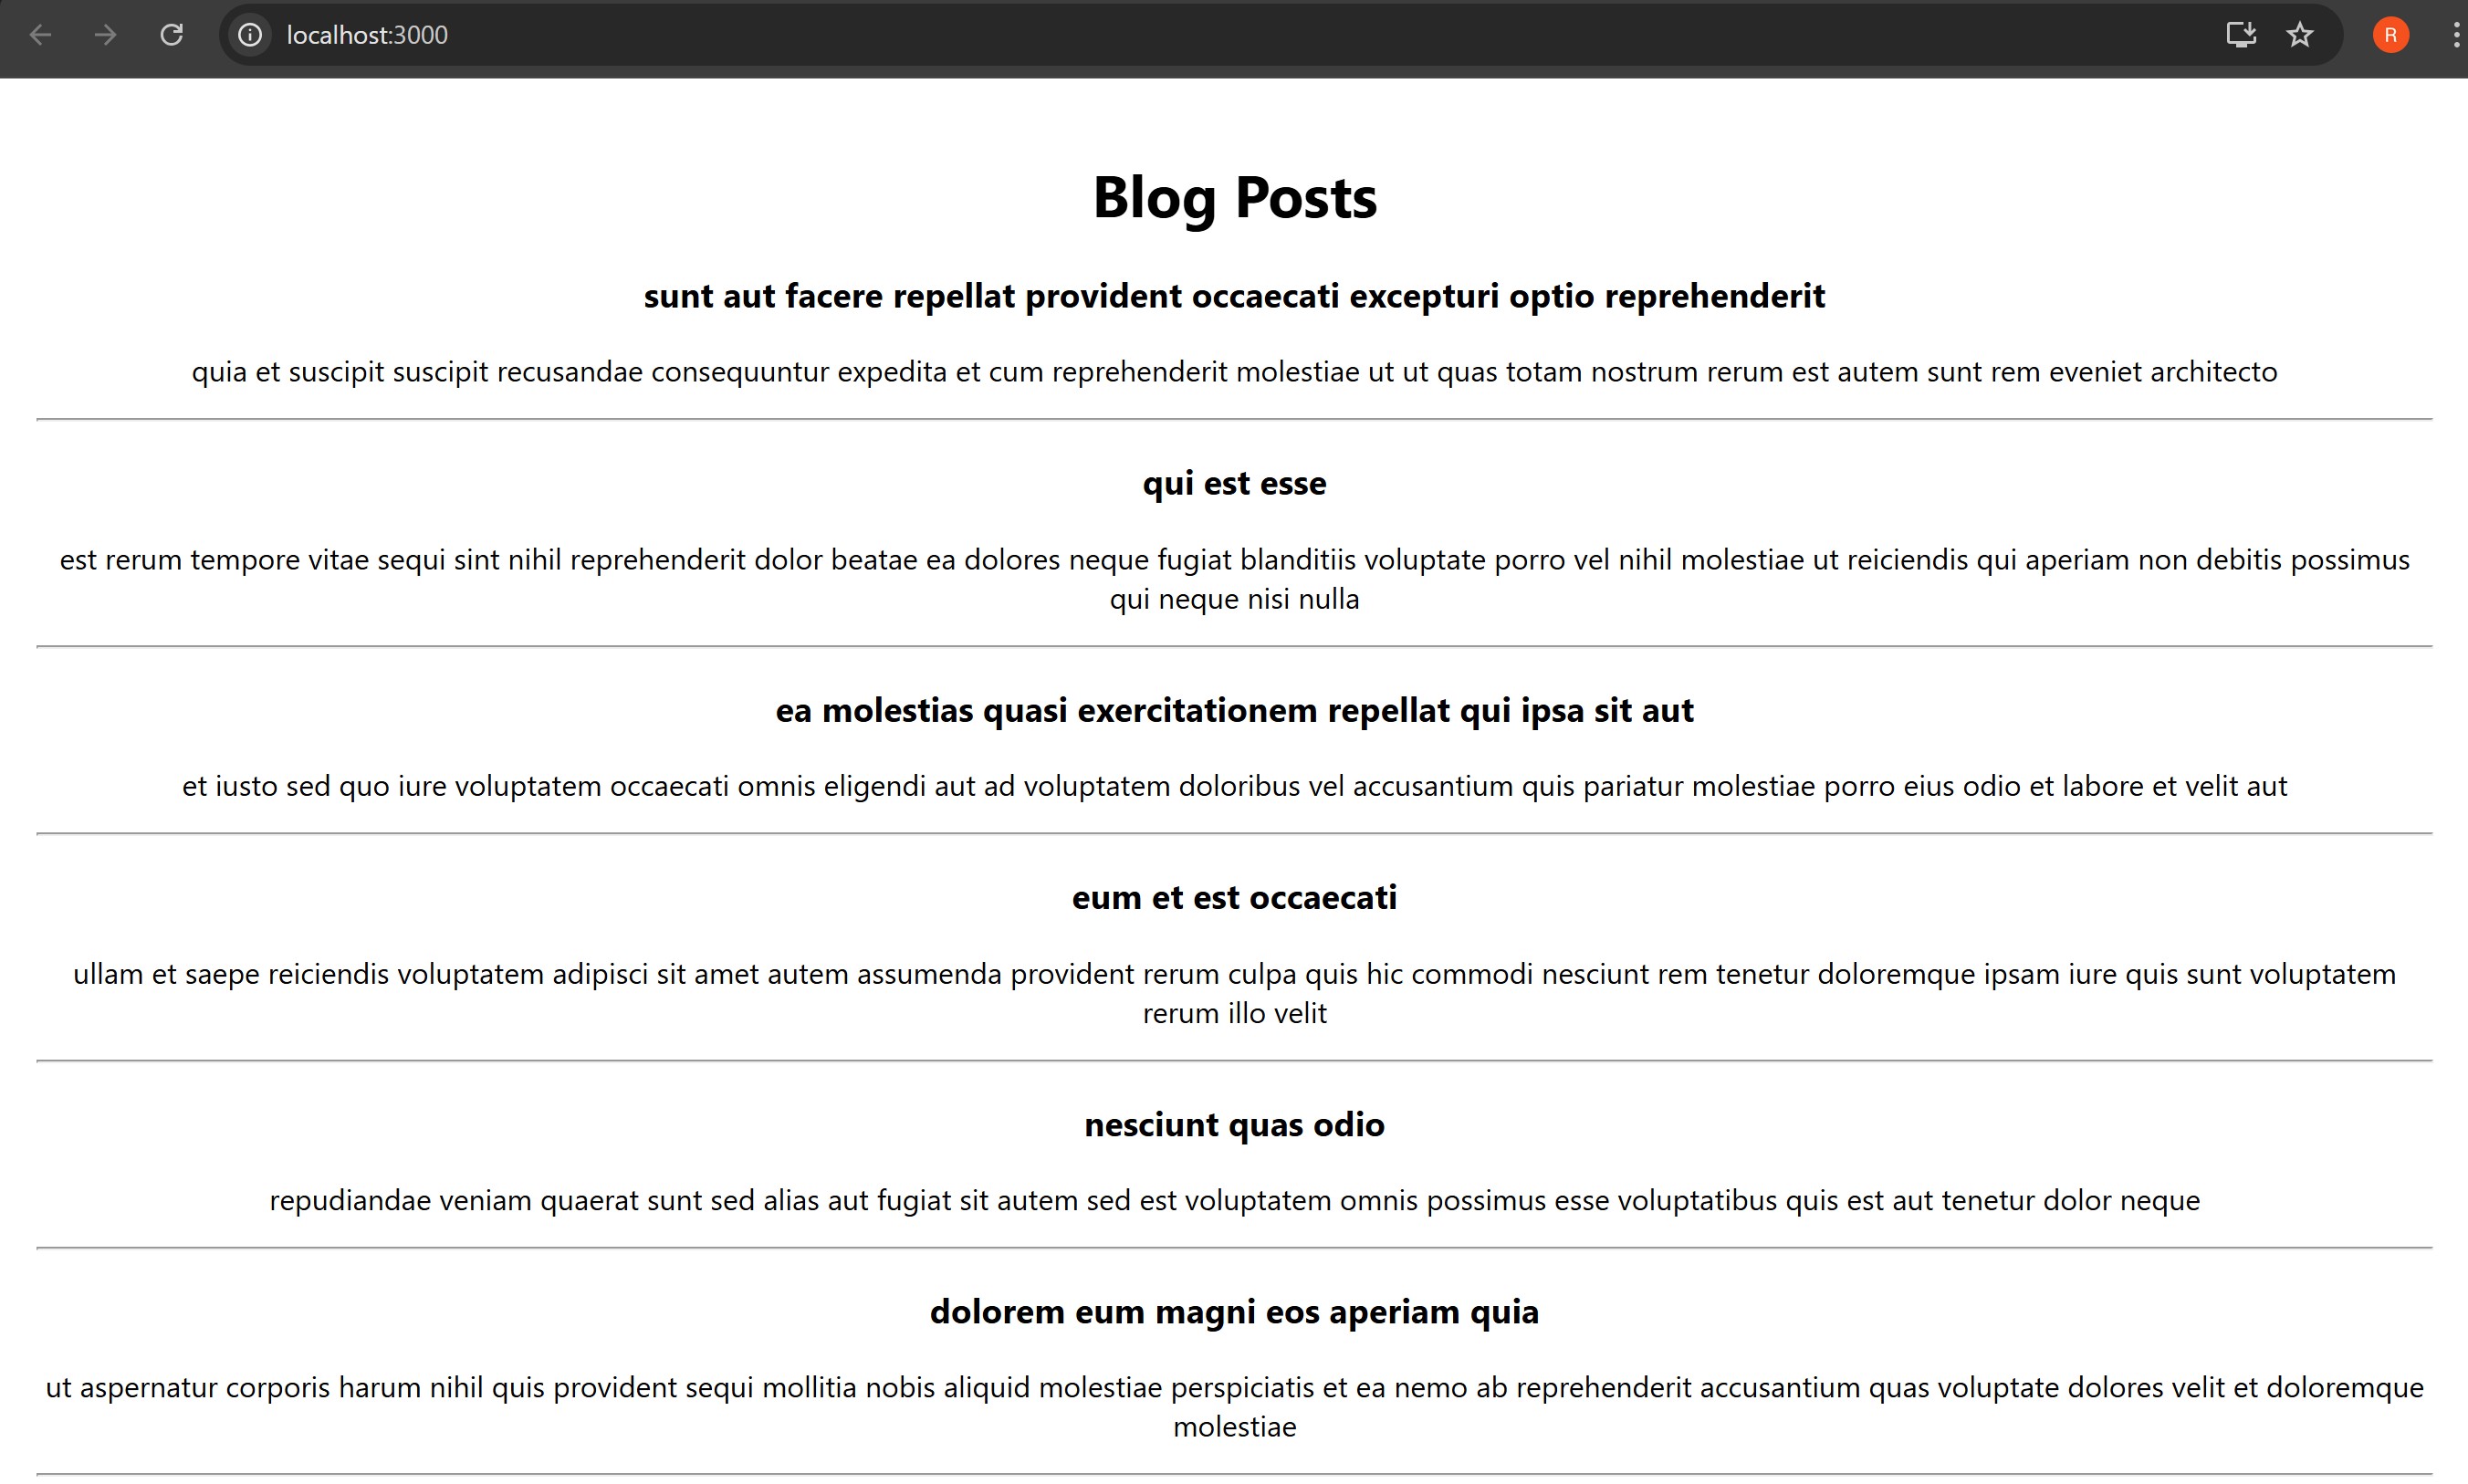 localhost:3000
R
Blog Posts
sunt aut facere repellat provident occaecati excepturi optio reprehenderit
quia et suscipit suscipit recusandae consequuntur expedita et cum reprehenderit molestiae ut ut quas totam nostrum rerum est autem sunt rem eveniet architecto
qui est esse
est rerum tempore vitae sequi sint nihil reprehenderit dolor beatae ea dolores neque fugiat blanditiis voluptate porro vel nihil molestiae ut reiciendis qui aperiam non debitis possimus
qui neque nisi nulla
ea molestias quasi exercitationem repellat qui ipsa sit aut
et iusto sed quo iure voluptatem occaecati omnis eligendi aut ad voluptatem doloribus vel accusantium quis pariatur molestiae porro eius odio et labore et velit aut
eum et est occaecati
ullam et saepe reiciendis voluptatem adipisci sit amet autem assumenda provident rerum culpa quis hic commodi nesciunt rem tenetur doloremque ipsam iure quis sunt voluptatem
rerum illo velit
nesciunt quas odio
repudiandae veniam quaerat sunt sed alias aut fugiat sit autem sed est voluptatem omnis possimus esse voluptatibus quis est aut tenetur dolor neque
dolorem eum magni eos aperiam quia
ut aspernatur corporis harum nihil quis provident sequi mollitia nobis aliquid molestiae perspiciatis et ea nemo ab reprehenderit accusantium quas voluptate dolores velit et doloremque
molestiae